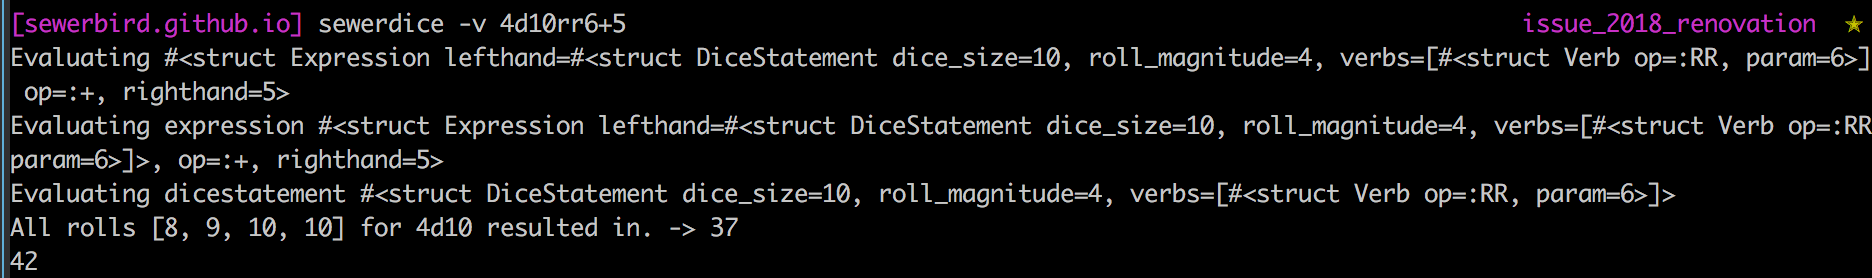 [sewerbird.github.io] sewerdice -v 4d10rr6+5 issue_2018_renovation ★
Evaluating #<struct Expression lefthand=#<struct DiceStatement dice_size=10, roll_magnitude=4, verbs=[#<struct Verb op=:RR, param=6>]
op=:+, righthand=5>
Evaluating expression #<struct Expression lefthand=#<struct DiceStatement dice_size=10, roll_magnitude=4, verbs=[#<struct Verb op=:RR
param=6>]>, op=:+, righthand=5>
Evaluating dicestatement #<struct DiceStatement dice_size=10, roll_magnitude=4, verbs=[#<struct Verb op=:RR, param=6>]>
All rolls [8, 9, 10, 10] for 4d10 resulted in. -> 37
42